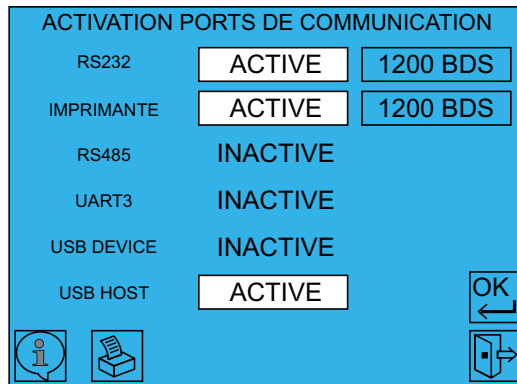 ACTIVATION PORTS DE COMMUNICATION
RS232 ACTIVE 1200 BDS
IMPRIMANTE ACTIVE 1200 BDS
RS485 INACTIVE
UART3 INACTIVE
USB DEVICE INACTIVE
USB HOST ACTIVE
OK
i